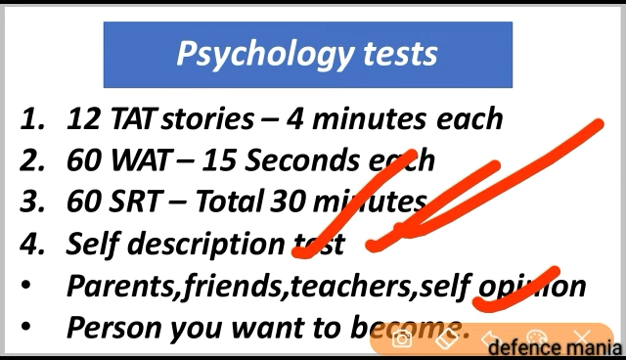 Psychology tests
1. 12 TAT stories – 4 minutes each
2. 60 WAT – 15 Seconds each
3. 60 SRT – Total 30 minutes
4. Self description test
• Parents,friends,teachers,self opinion
• Person you want to become.
defence mania